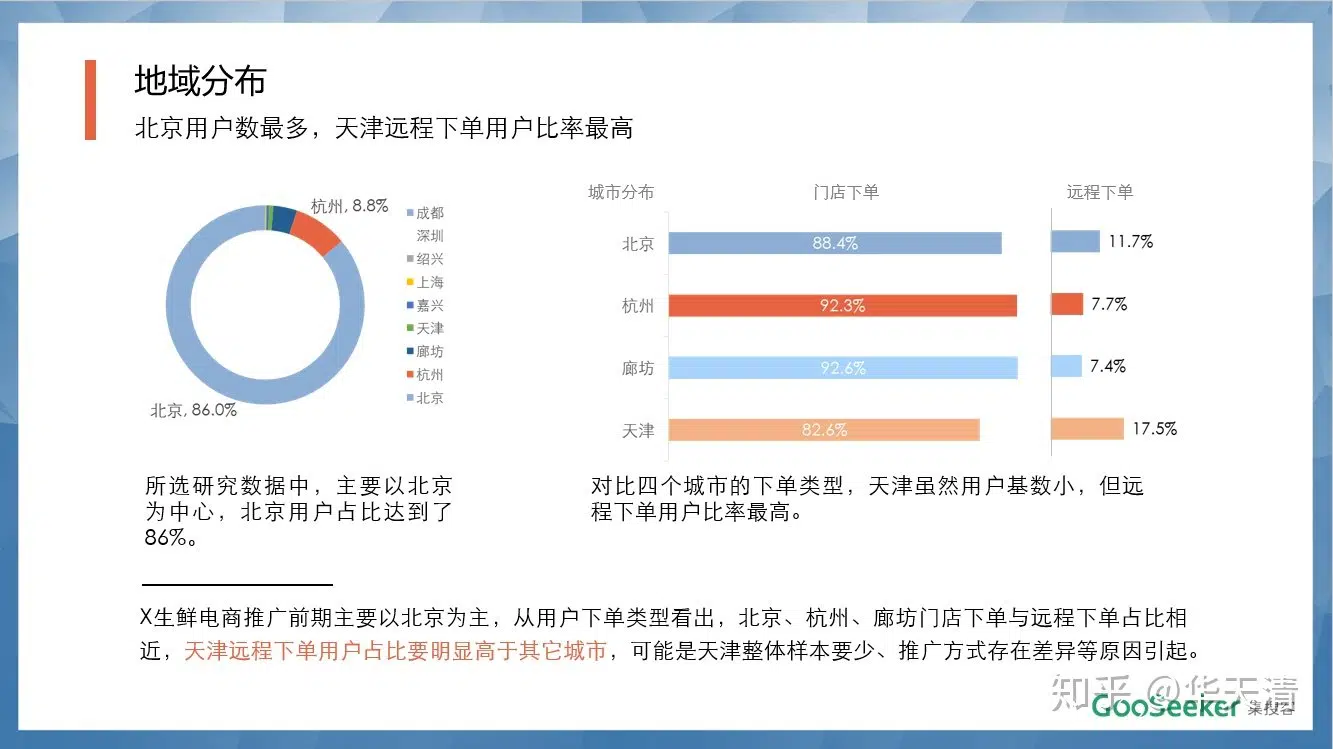 地域分布
北京用户数最多，天津远程下单用户比率最高
杭州, 8.8%
北京, 86.0%
成都
深圳
绍兴
上海
嘉兴
天津
廊坊
杭州
北京
城市分布 门店下单 远程下单
北京 88.4% 11.7%
杭州 92.3% 7.7%
廊坊 92.6% 7.4%
天津 82.6% 17.5%
所选研究数据中，主要以北京
为中心，北京用户占比达到了
86%。
对比四个城市的下单类型，天津虽然用户基数小，但远
程下单用户比率最高。
X生鲜电商推广前期主要以北京为主，从用户下单类型看出，北京、杭州、廊坊门店下单与远程下单占比相
近，天津远程下单用户占比要明显高于其它城市，可能是天津整体样本要少、推广方式存在差异等原因引起。
知乎 @华天清
GooSeeker 集搜客